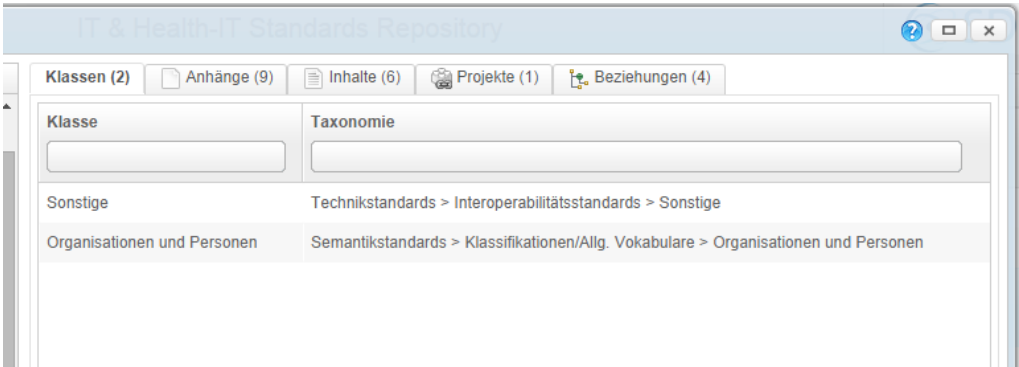 IT & Health-IT Standards Repository
Klassen (2) Anhänge (9) Inhalte (6) Projekte (1) Beziehungen (4)
Klasse Taxonomie
Sonstige Technikstandards > Interoperabilitätsstandards > Sonstige
Organisationen und Personen Semantikstandards > Klassifikationen/Allg. Vokabulare > Organisationen und Personen